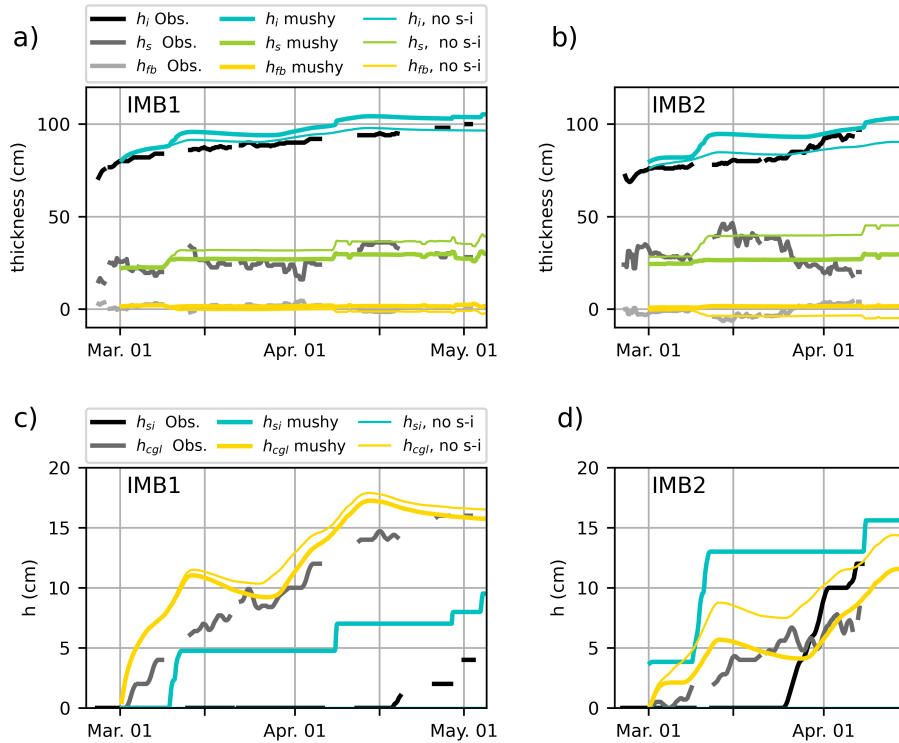 a)
h_i Obs. h_i mushy h_i, no s-i
h_s Obs. h_s mushy h_s, no s-i
h_fb Obs. h_fb mushy h_fb, no s-i
b)
IMB1
100
50
0
thickness (cm)
Mar. 01 Apr. 01 May. 01
IMB2
100
50
0
thickness (cm)
Mar. 01 Apr. 01
c)
h_si Obs. h_si mushy h_si, no s-i
h_cgl Obs. h_cgl mushy h_cgl, no s-i
d)
IMB1
20
15
10
5
0
h (cm)
Mar. 01 Apr. 01 May. 01
IMB2
20
15
10
5
0
h (cm)
Mar. 01 Apr. 01